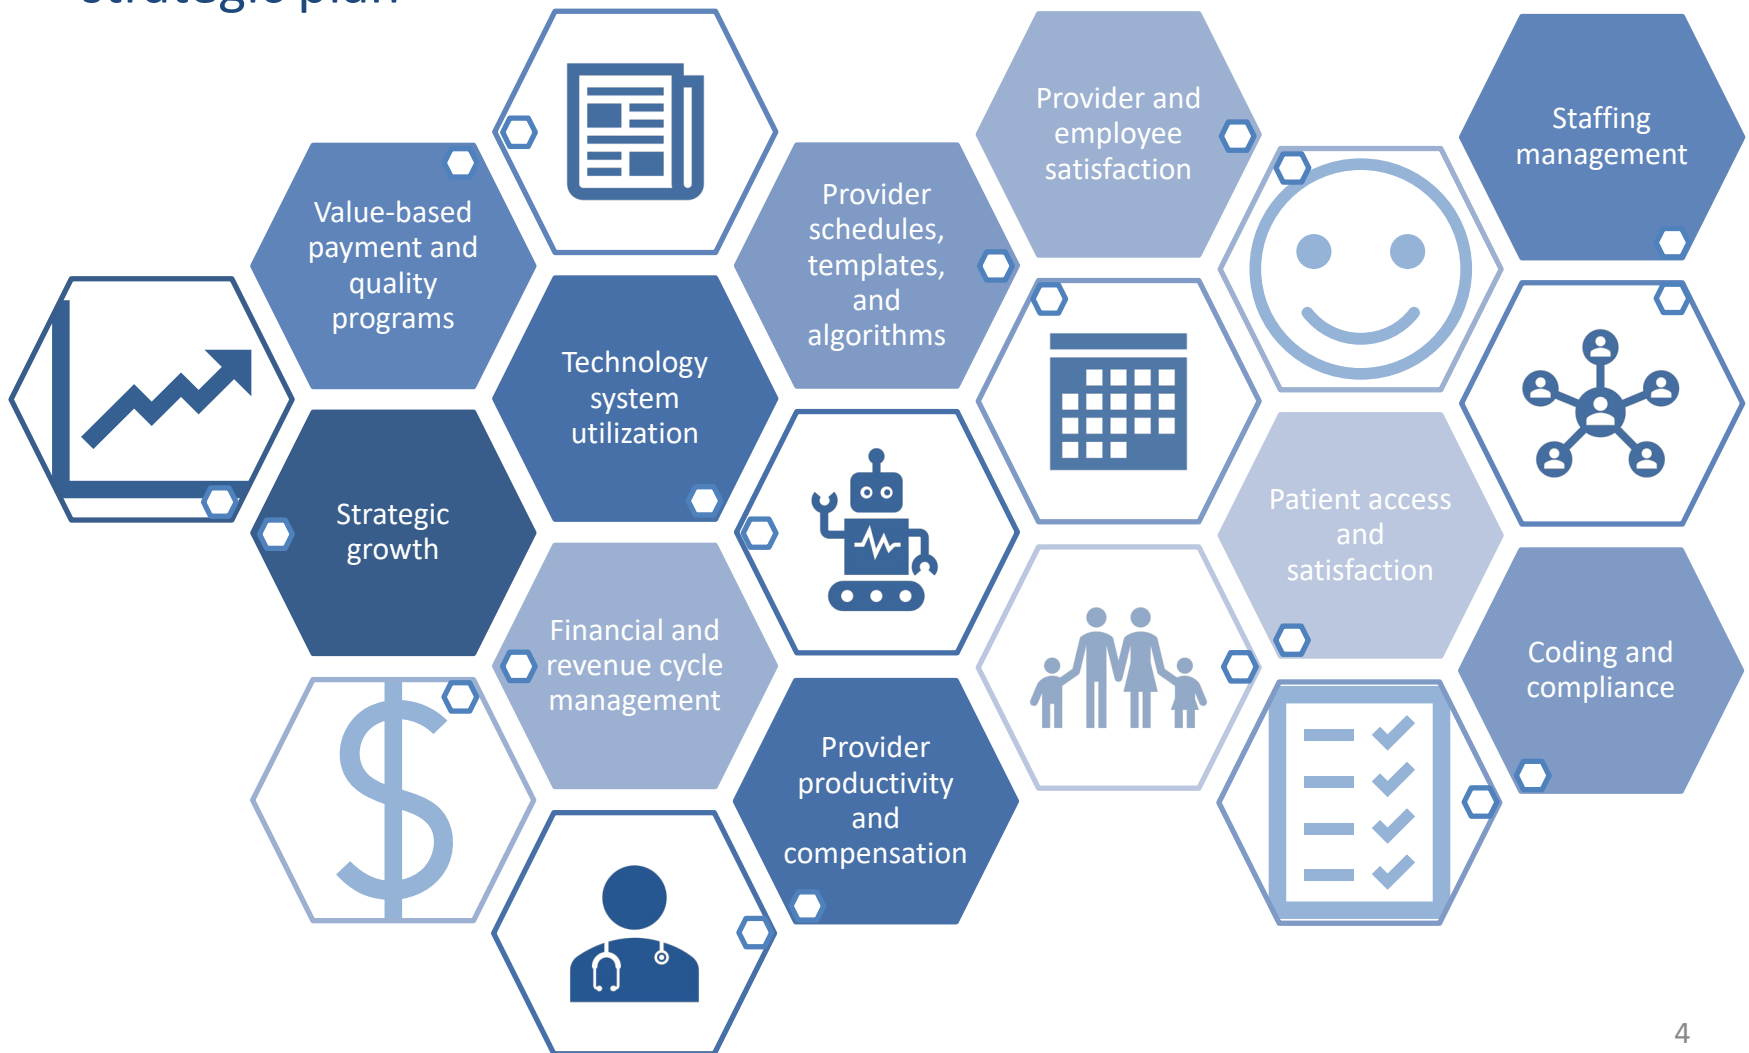 strategic plan
Provider and
employee
satisfaction
Staffing
management
Value-based
payment and
quality
programs
Provider
schedules,
templates,
and
algorithms
Technology
system
utilization
Strategic
growth
Patient access
and
satisfaction
Financial and
revenue cycle
management
Coding and
compliance
Provider
productivity
and
compensation
4